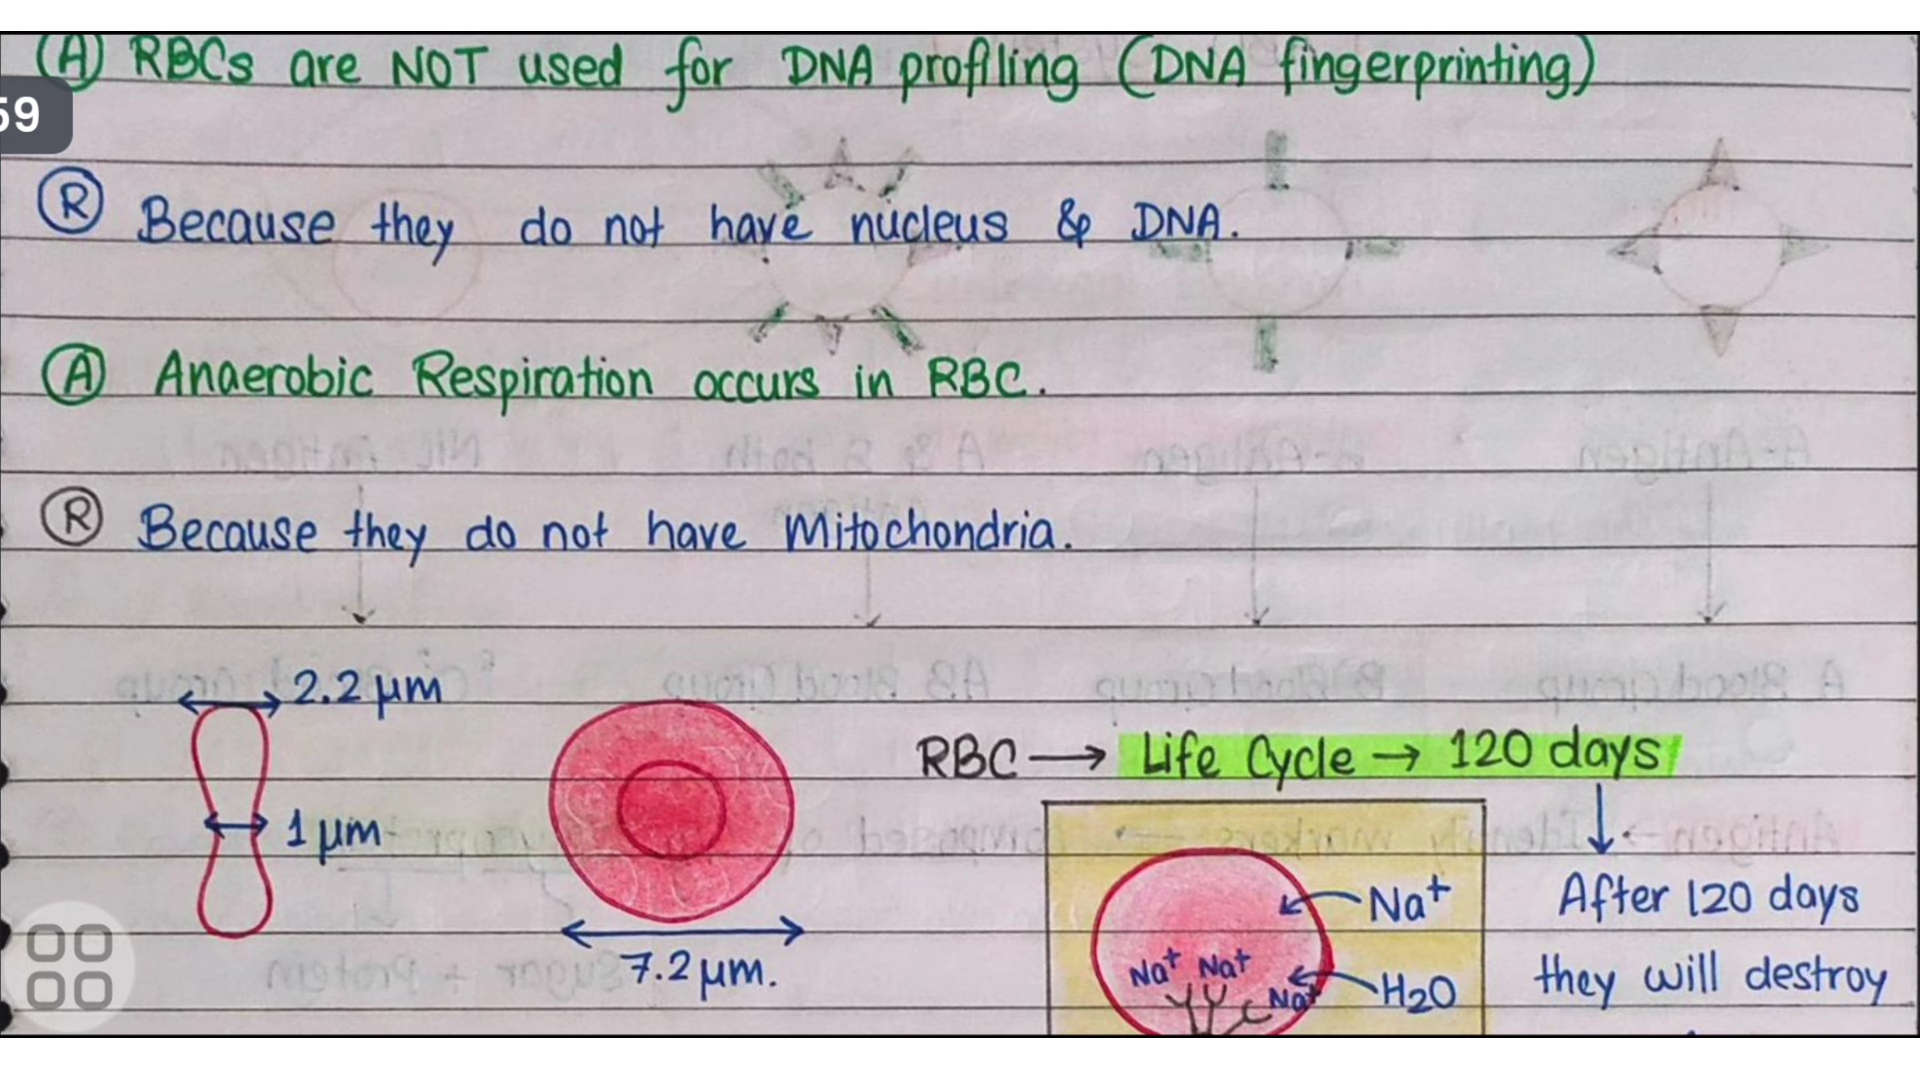 (A) RBCs are NOT used for DNA profiling (DNA fingerprinting)
59
(R) Because they do not have nucleus & DNA.
(A) Anaerobic Respiration occurs in RBC.
(R) Because they do not have Mitochondria.
2.2 μm
1 μm
7.2 μm.
RBC → Life Cycle → 120 days
After 120 days
they will destroy
Na+
Na+ Na+
Na+
H2O